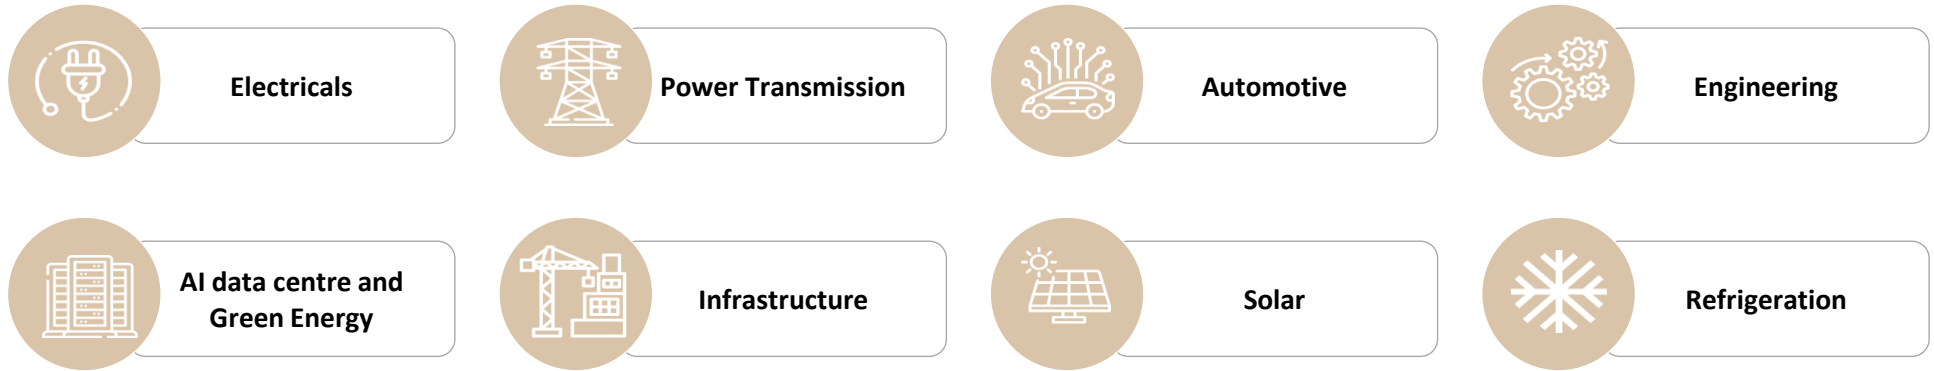 Electricals
Power Transmission
Automotive
Engineering
AI data centre and
Green Energy
Infrastructure
Solar
Refrigeration